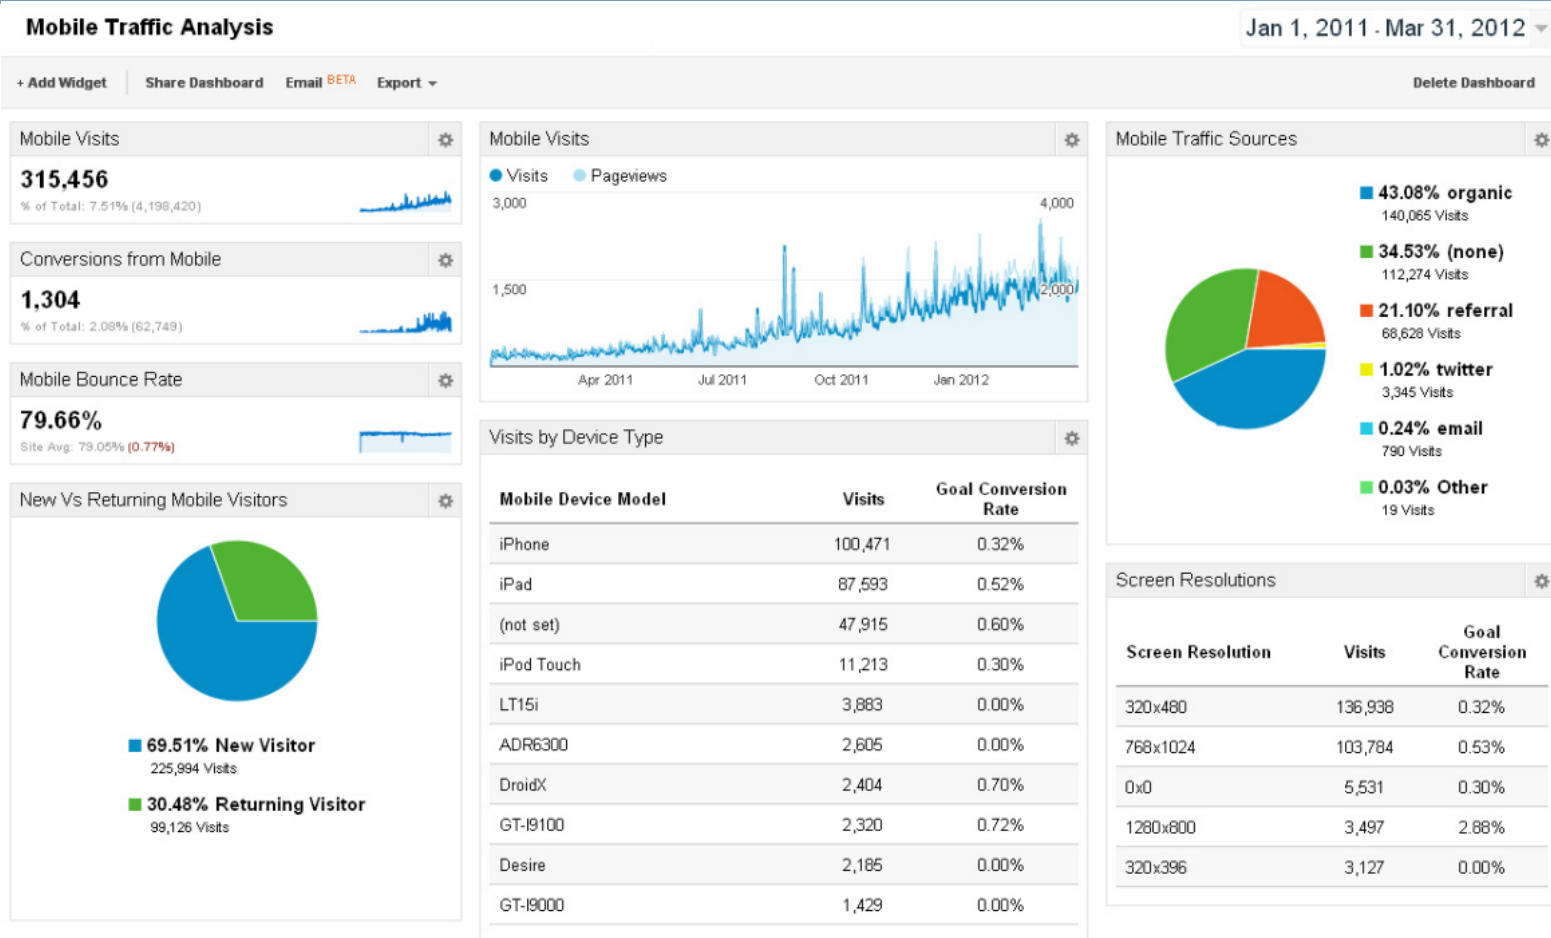 Mobile Traffic Analysis
Jan 1, 2011 - Mar 31, 2012
+ Add Widget
Share Dashboard
Email BETA
Export
Delete Dashboard
Mobile Visits
315,456
% of Total: 7.51% (4,198,420)
Conversions from Mobile
1,304
% of Total: 2.08% (62,749)
Mobile Bounce Rate
79.66%
Site Avg: 79.05% (0.77%)
New Vs Returning Mobile Visitors
69.51% New Visitor
225,994 Visits
30.48% Returning Visitor
99,126 Visits
Mobile Visits
Visits
Pageviews
3,000
4,000
1,500
2,000
Apr 2011
Jul 2011
Oct 2011
Jan 2012
Visits by Device Type
Mobile Device Model Visits Goal Conversion
Rate
iPhone 100,471 0.32%
iPad 87,593 0.52%
(not set) 47,915 0.60%
iPod Touch 11,213 0.30%
LT15i 3,883 0.00%
ADR6300 2,605 0.00%
DroidX 2,404 0.70%
GT-I9100 2,320 0.72%
Desire 2,185 0.00%
GT-I9000 1,429 0.00%
Mobile Traffic Sources
43.08% organic
140,065 Visits
34.53% (none)
112,274 Visits
21.10% referral
68,628 Visits
1.02% twitter
3,345 Visits
0.24% email
790 Visits
0.03% Other
19 Visits
Screen Resolutions
Screen Resolution Visits Goal
Conversion
Rate
320x480 136,938 0.32%
768x1024 103,784 0.53%
0x0 5,531 0.30%
1280x800 3,497 2.88%
320x396 3,127 0.00%